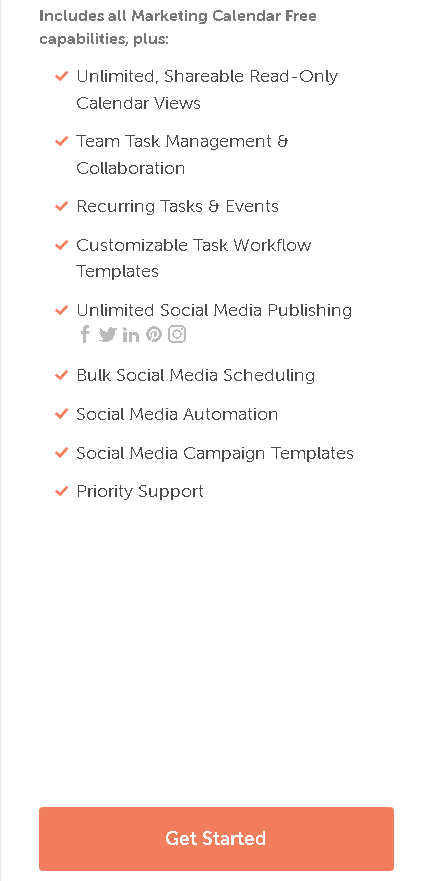 Includes all Marketing Calendar Free
capabilities, plus:
Unlimited, Shareable Read-Only
Calendar Views
Team Task Management &
Collaboration
Recurring Tasks & Events
Customizable Task Workflow
Templates
Unlimited Social Media Publishing
Bulk Social Media Scheduling
Social Media Automation
Social Media Campaign Templates
Priority Support
Get Started